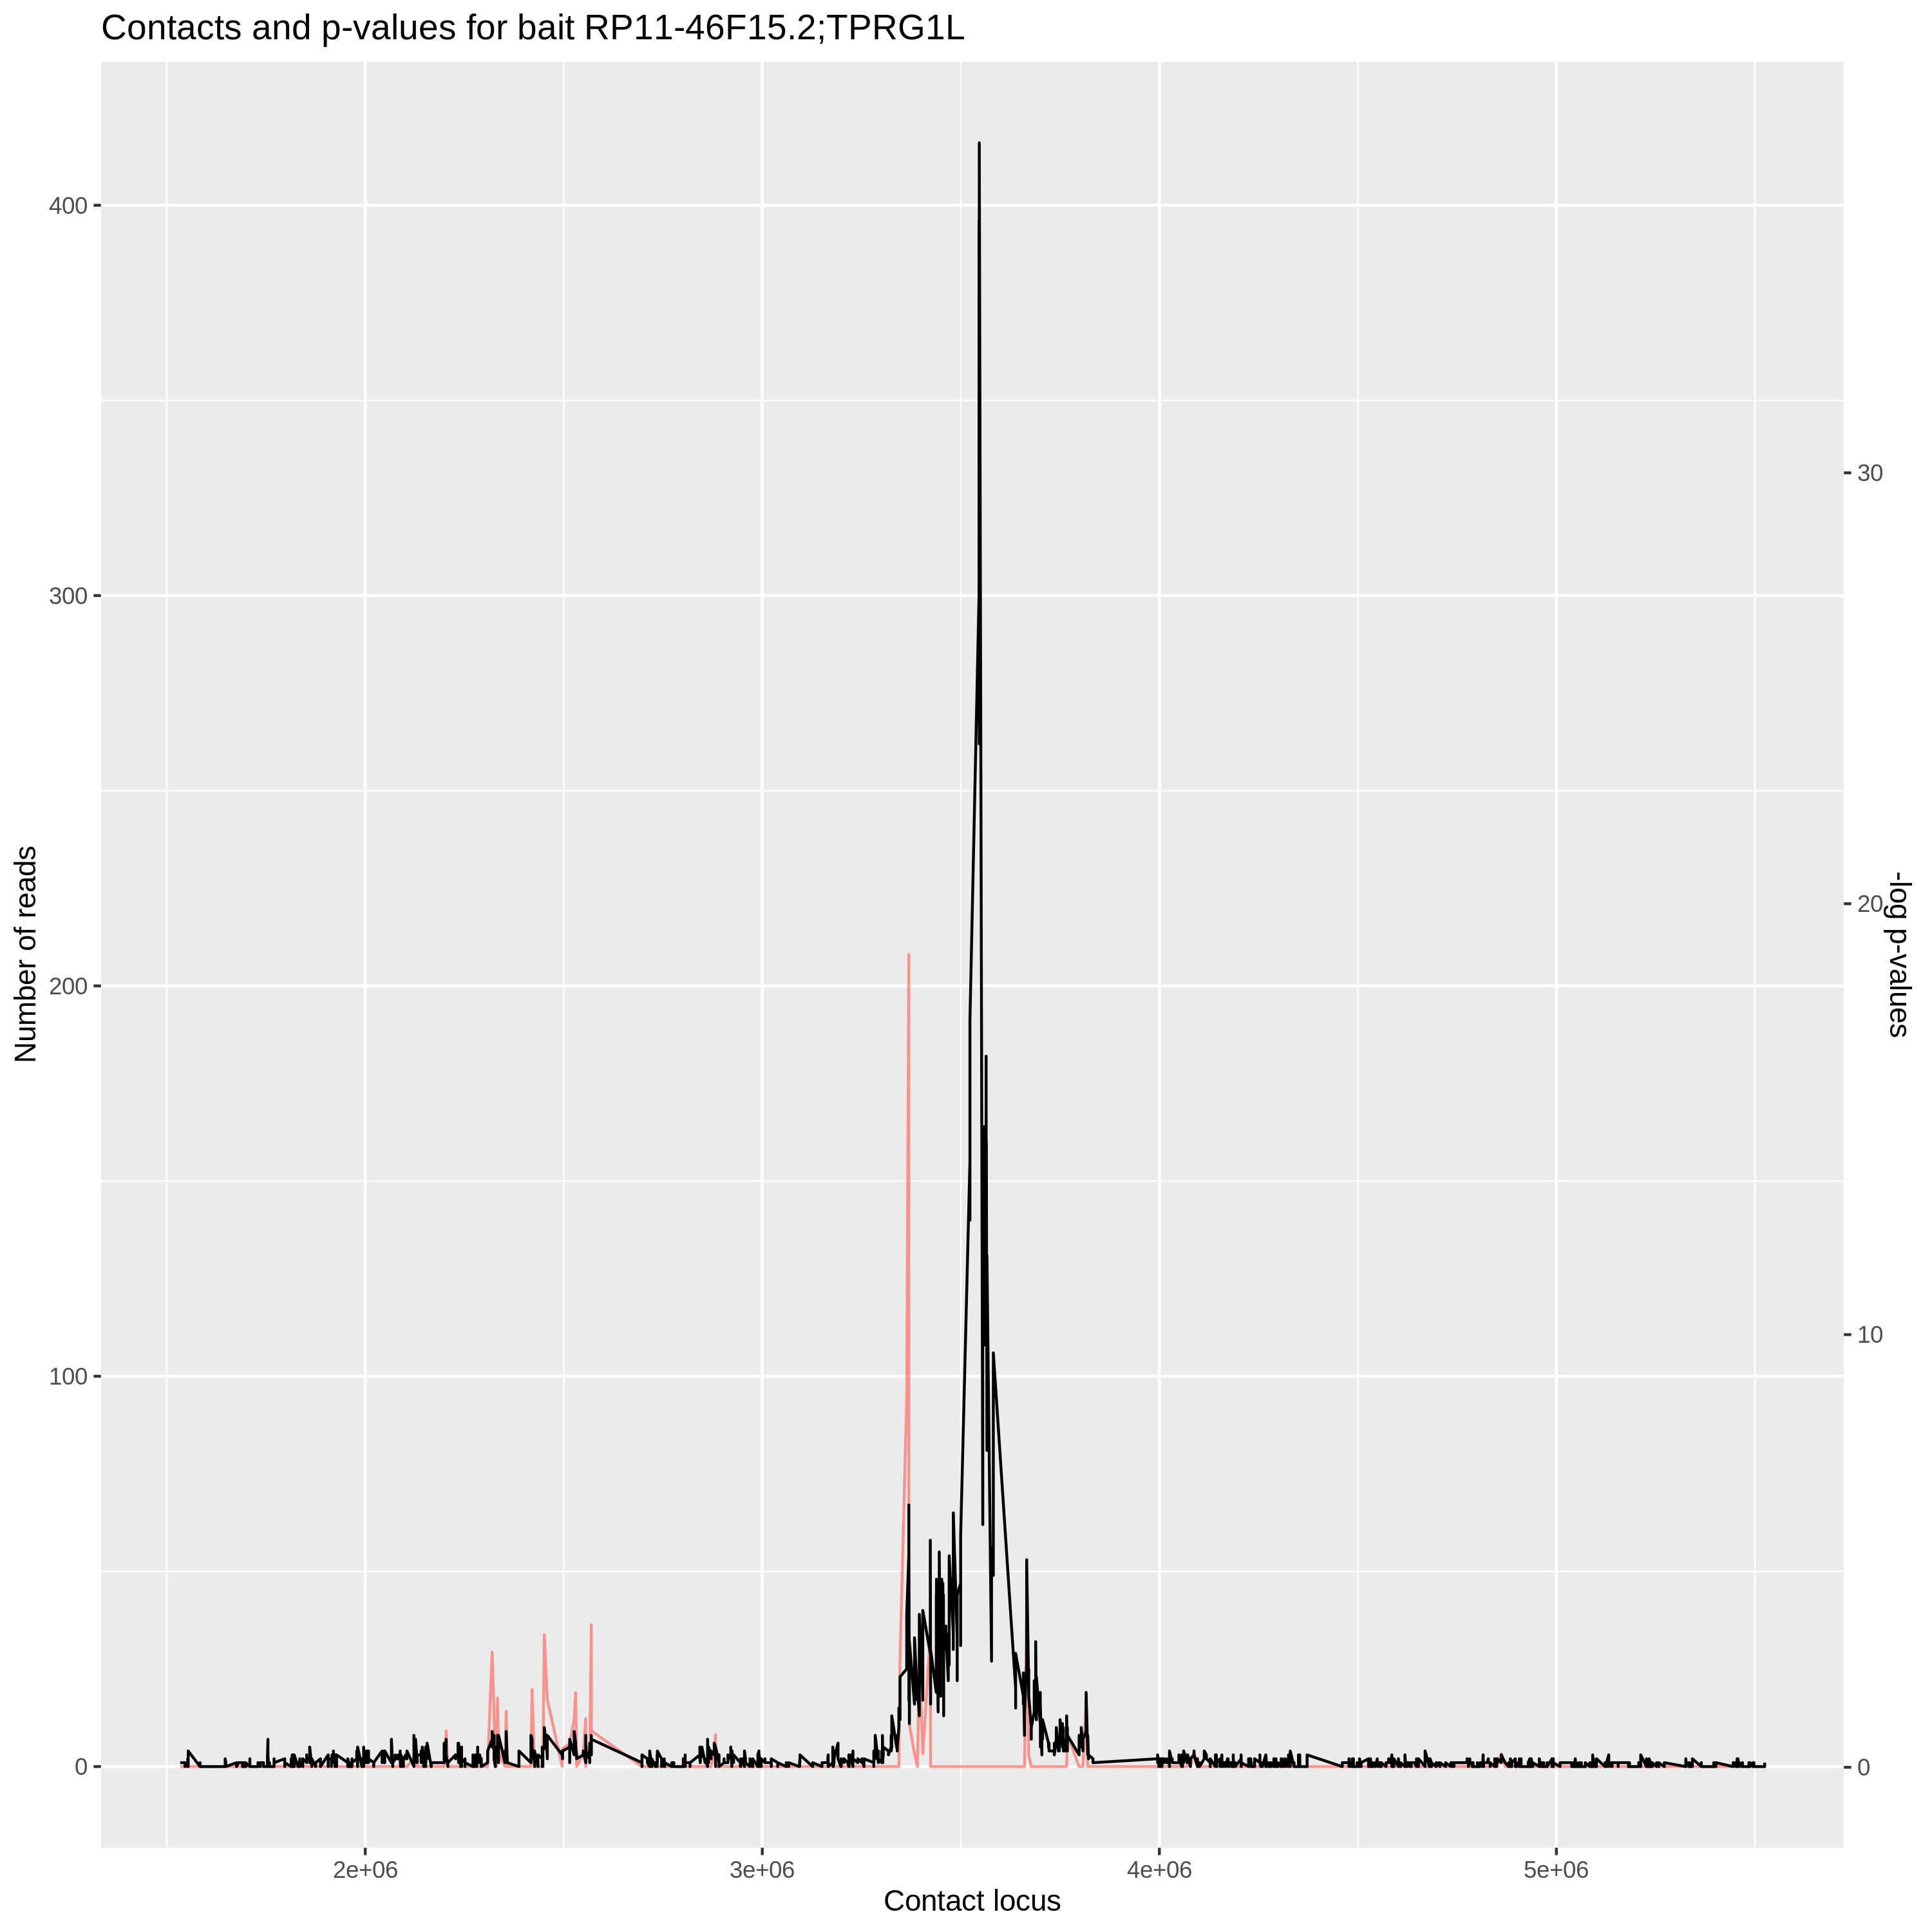 Contacts and p-values for bait RP11-46F15.2;TPRG1L
Number of reads
400
300
200
100
0
30
20
10
0
-log p-values
2e+06 3e+06 4e+06 5e+06
Contact locus